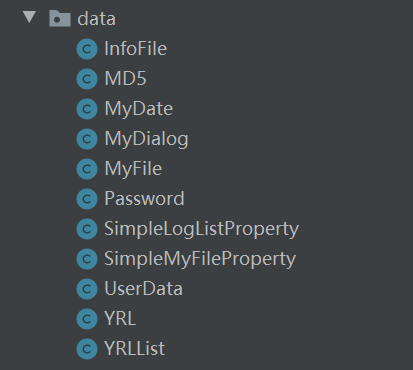 data
InfoFile
MD5
MyDate
MyDialog
MyFile
Password
SimpleLogListProperty
SimpleMyFileProperty
UserData
YRL
YRLList